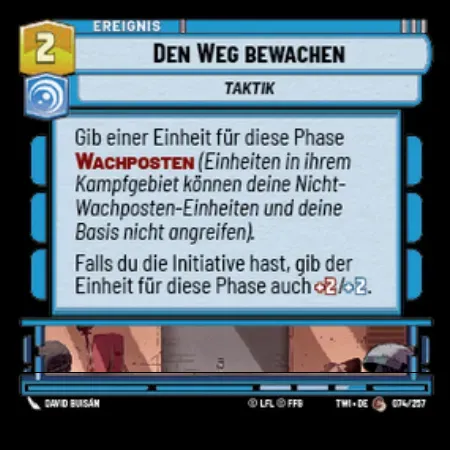 EREIGNIS
2
DEN WEG BEWACHEN
TAKTIK
Gib einer Einheit für diese Phase
WACHPOSTEN (Einheiten in ihrem
Kampfgebiet können deine Nicht-
Wachposten-Einheiten und deine
Basis nicht angreifen).
Falls du die Initiative hast, gib der
Einheit für diese Phase auch +2/+2.
DAVID BUISÁN
© LFL © FFG
TWI • DE
074/257